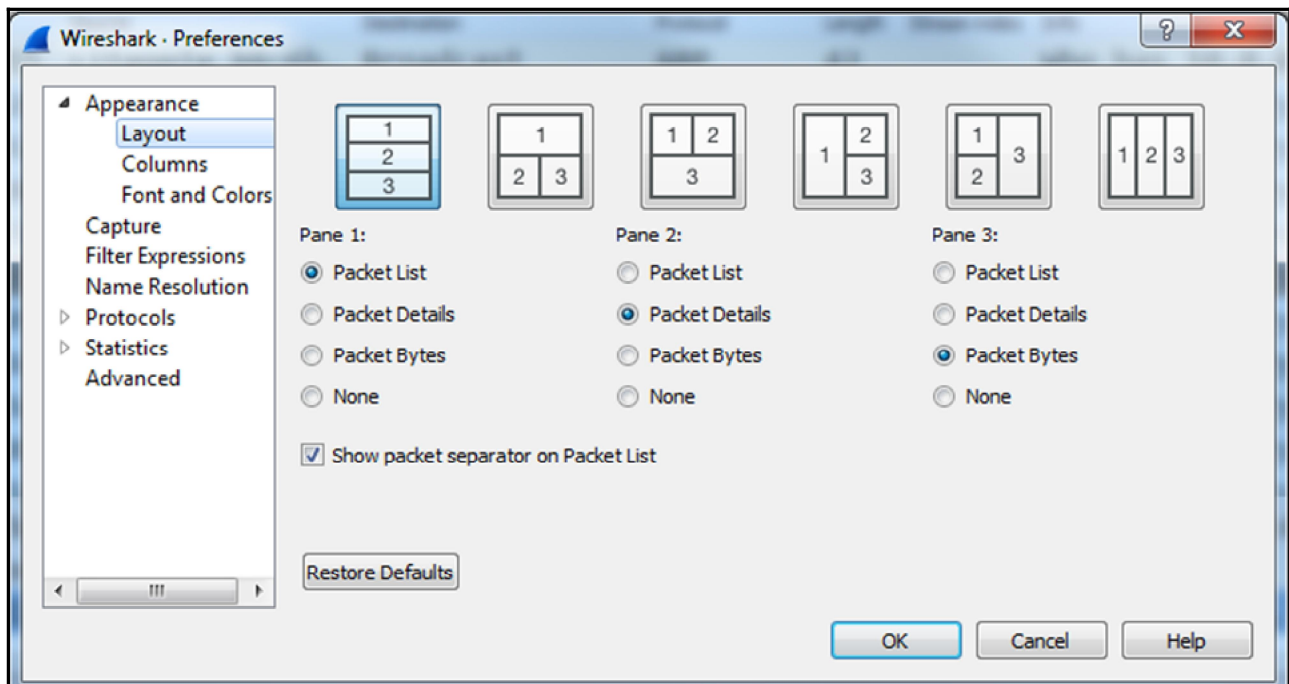 Wireshark · Preferences
Appearance
Layout
Columns
Font and Colors
Capture
Filter Expressions
Name Resolution
Protocols
Statistics
Advanced
1 2 3
1 2 3
1 2 3
1 2 3
1 2 3
1 2 3
Pane 1: Pane 2: Pane 3:
Packet List Packet List Packet List
Packet Details Packet Details Packet Details
Packet Bytes Packet Bytes Packet Bytes
None None None
Show packet separator on Packet List
Restore Defaults
OK Cancel Help